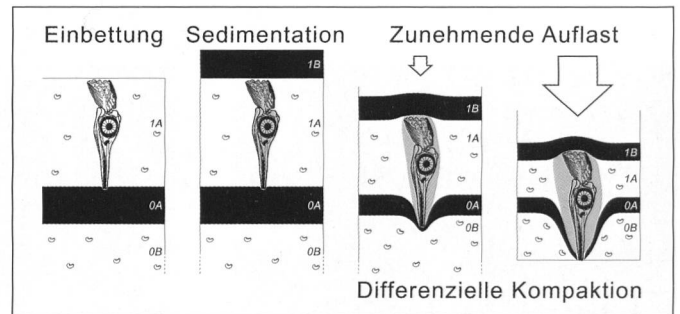 Einbettung
Sedimentation
Zunehmende Auflast
1A
0A
0B
1B
1A
0A
0B
1B
1A
0A
0B
1B
1A
0A
0B
Differenzielle Kompaktion